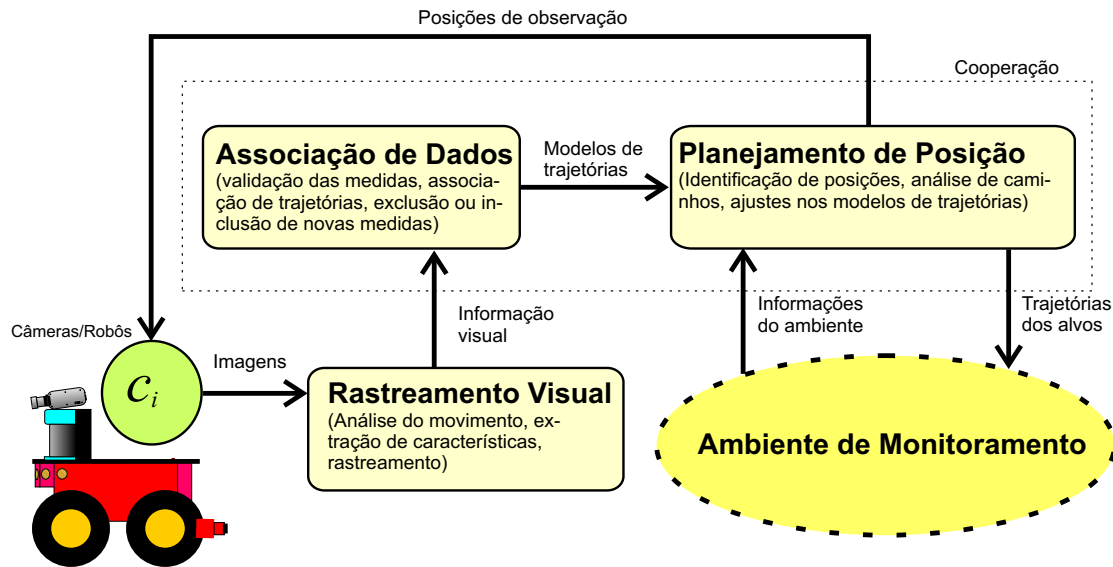 Posições de observação
Cooperação
Associação de Dados
(validação das medidas, associa-
ção de trajetórias, exclusão ou in-
clusão de novas medidas)
Modelos de
trajetórias
Planejamento de Posição
(Identificação de posições, análise de cami-
nhos, ajustes nos modelos de trajetórias)
Informação
visual
Informações
do ambiente
Trajetórias
dos alvos
Câmeras/Robôs
c i
Imagens
Rastreamento Visual
(Análise do movimento, ex-
tração de características,
rastreamento)
Ambiente de Monitoramento